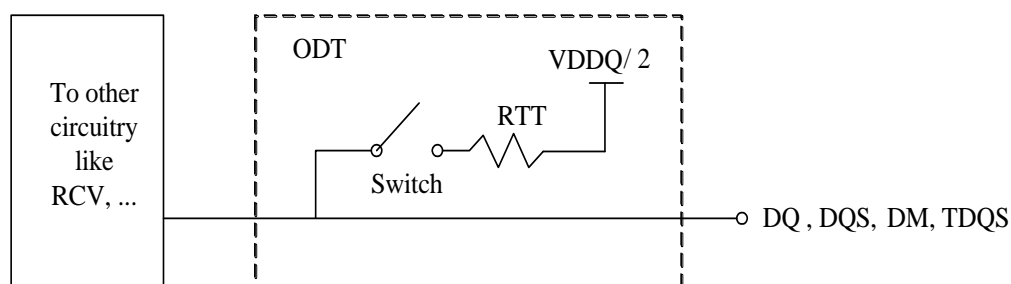 To other
circuitry
like
RCV, ...
ODT
VDDQ/ 2
RTT
Switch
DQ , DQS, DM, TDQS